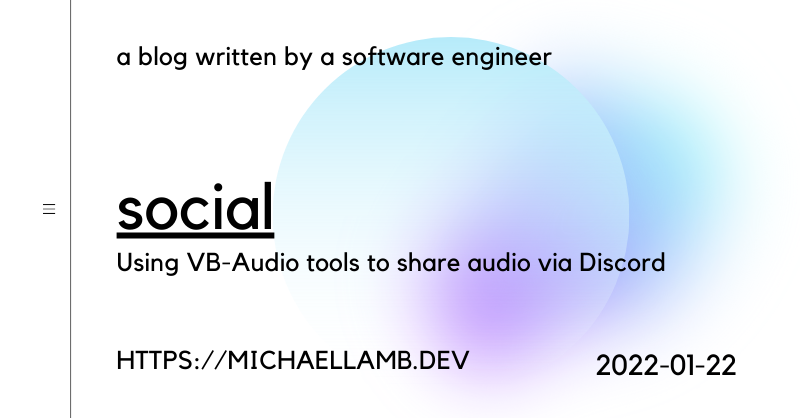 a blog written by a software engineer
social
Using VB-Audio tools to share audio via Discord
HTTPS://MICHAELLAMB.DEV
2022-01-22